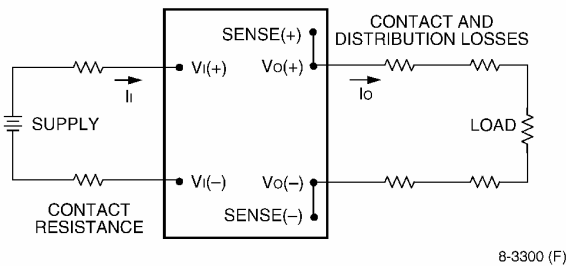 SENSE(+)
CONTACT AND
DISTRIBUTION LOSSES
VI(+)
VO(+)
II
IO
SUPPLY
LOAD
VI(–)
VO(–)
CONTACT
RESISTANCE
SENSE(–)
8-3300 (F)